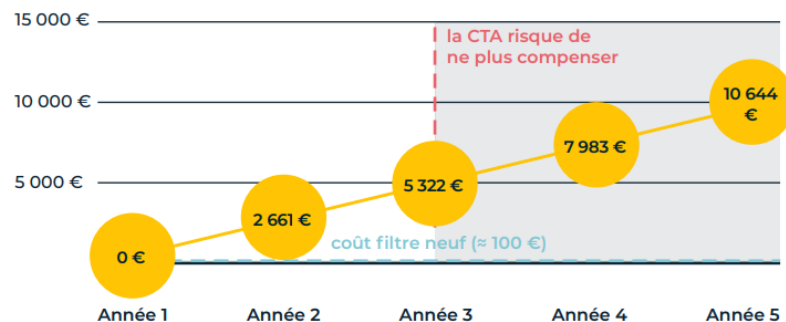 15 000 €
la CTA risque de
ne plus compenser
10 000 €
10 644
€
7 983 €
5 000 €
5 322 €
2 661 €
coût filtre neuf (≈ 100 €)
0 €
Année 1
Année 2
Année 3
Année 4
Année 5